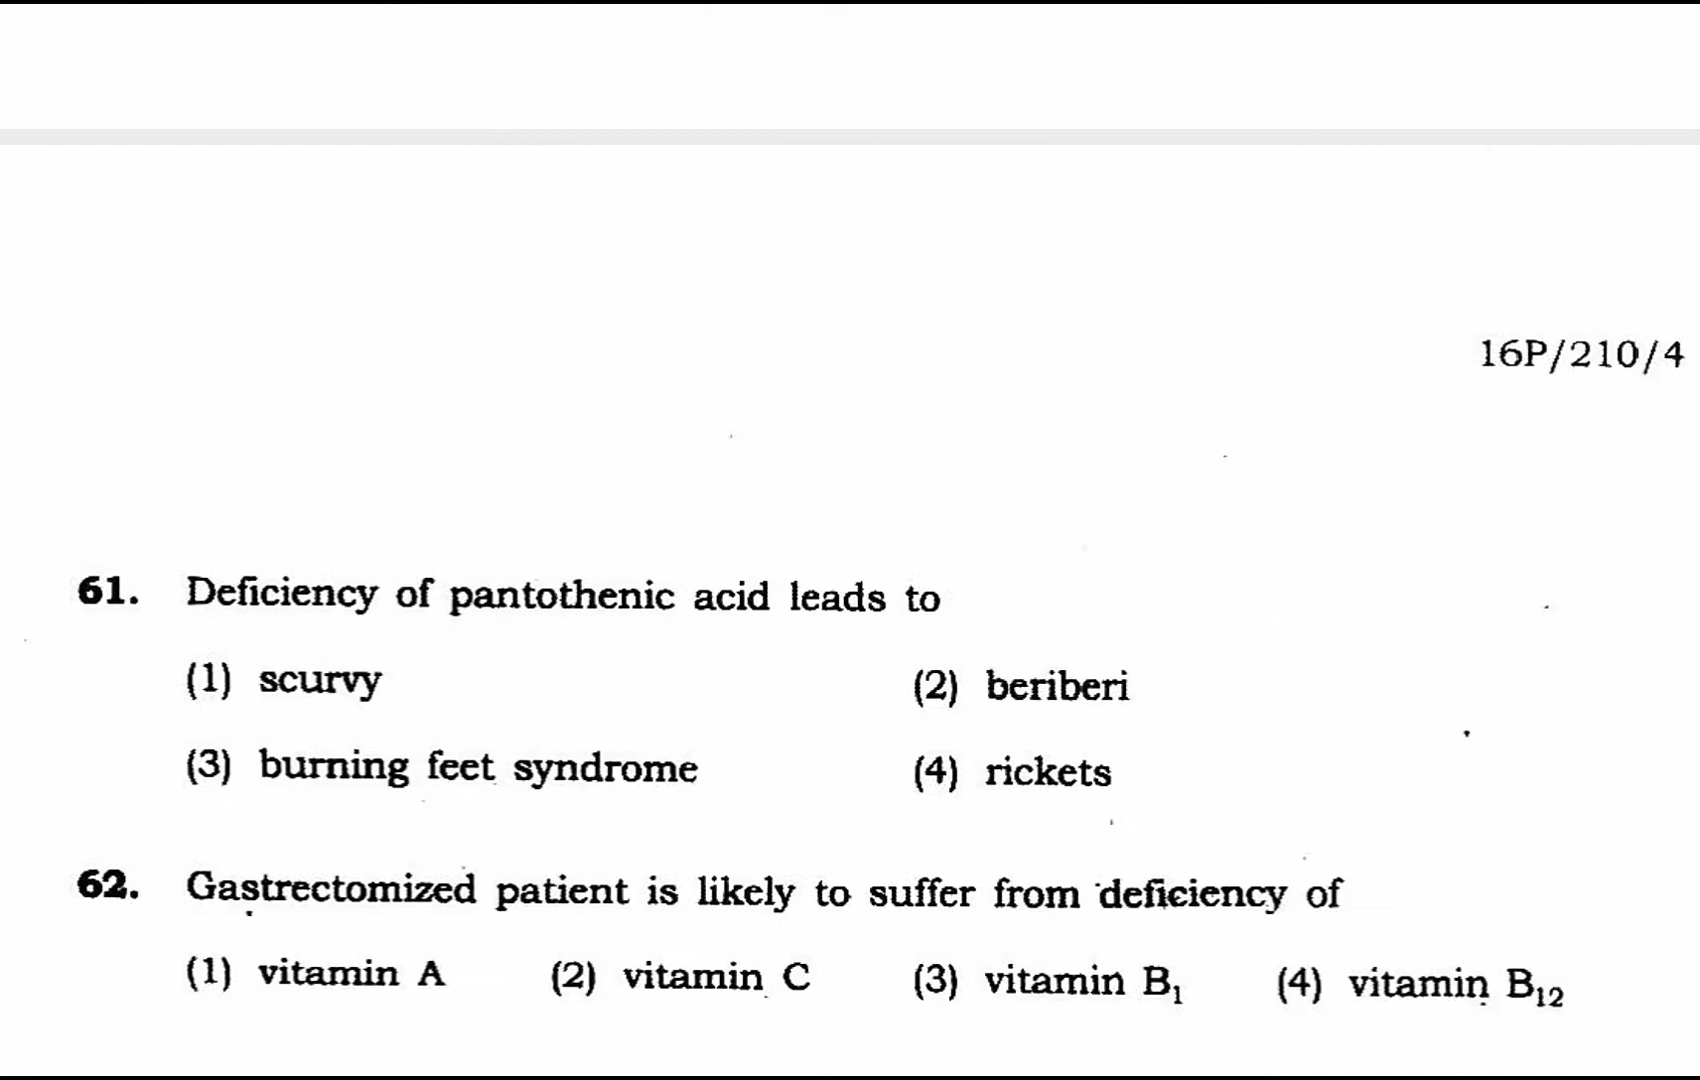 16P/210/4
61. Deficiency of pantothenic acid leads to
(1) scurvy (2) beriberi
(3) burning feet syndrome (4) rickets
62. Gastrectomized patient is likely to suffer from deficiency of
(1) vitamin A (2) vitamin C (3) vitamin B₁ (4) vitamin B₁₂